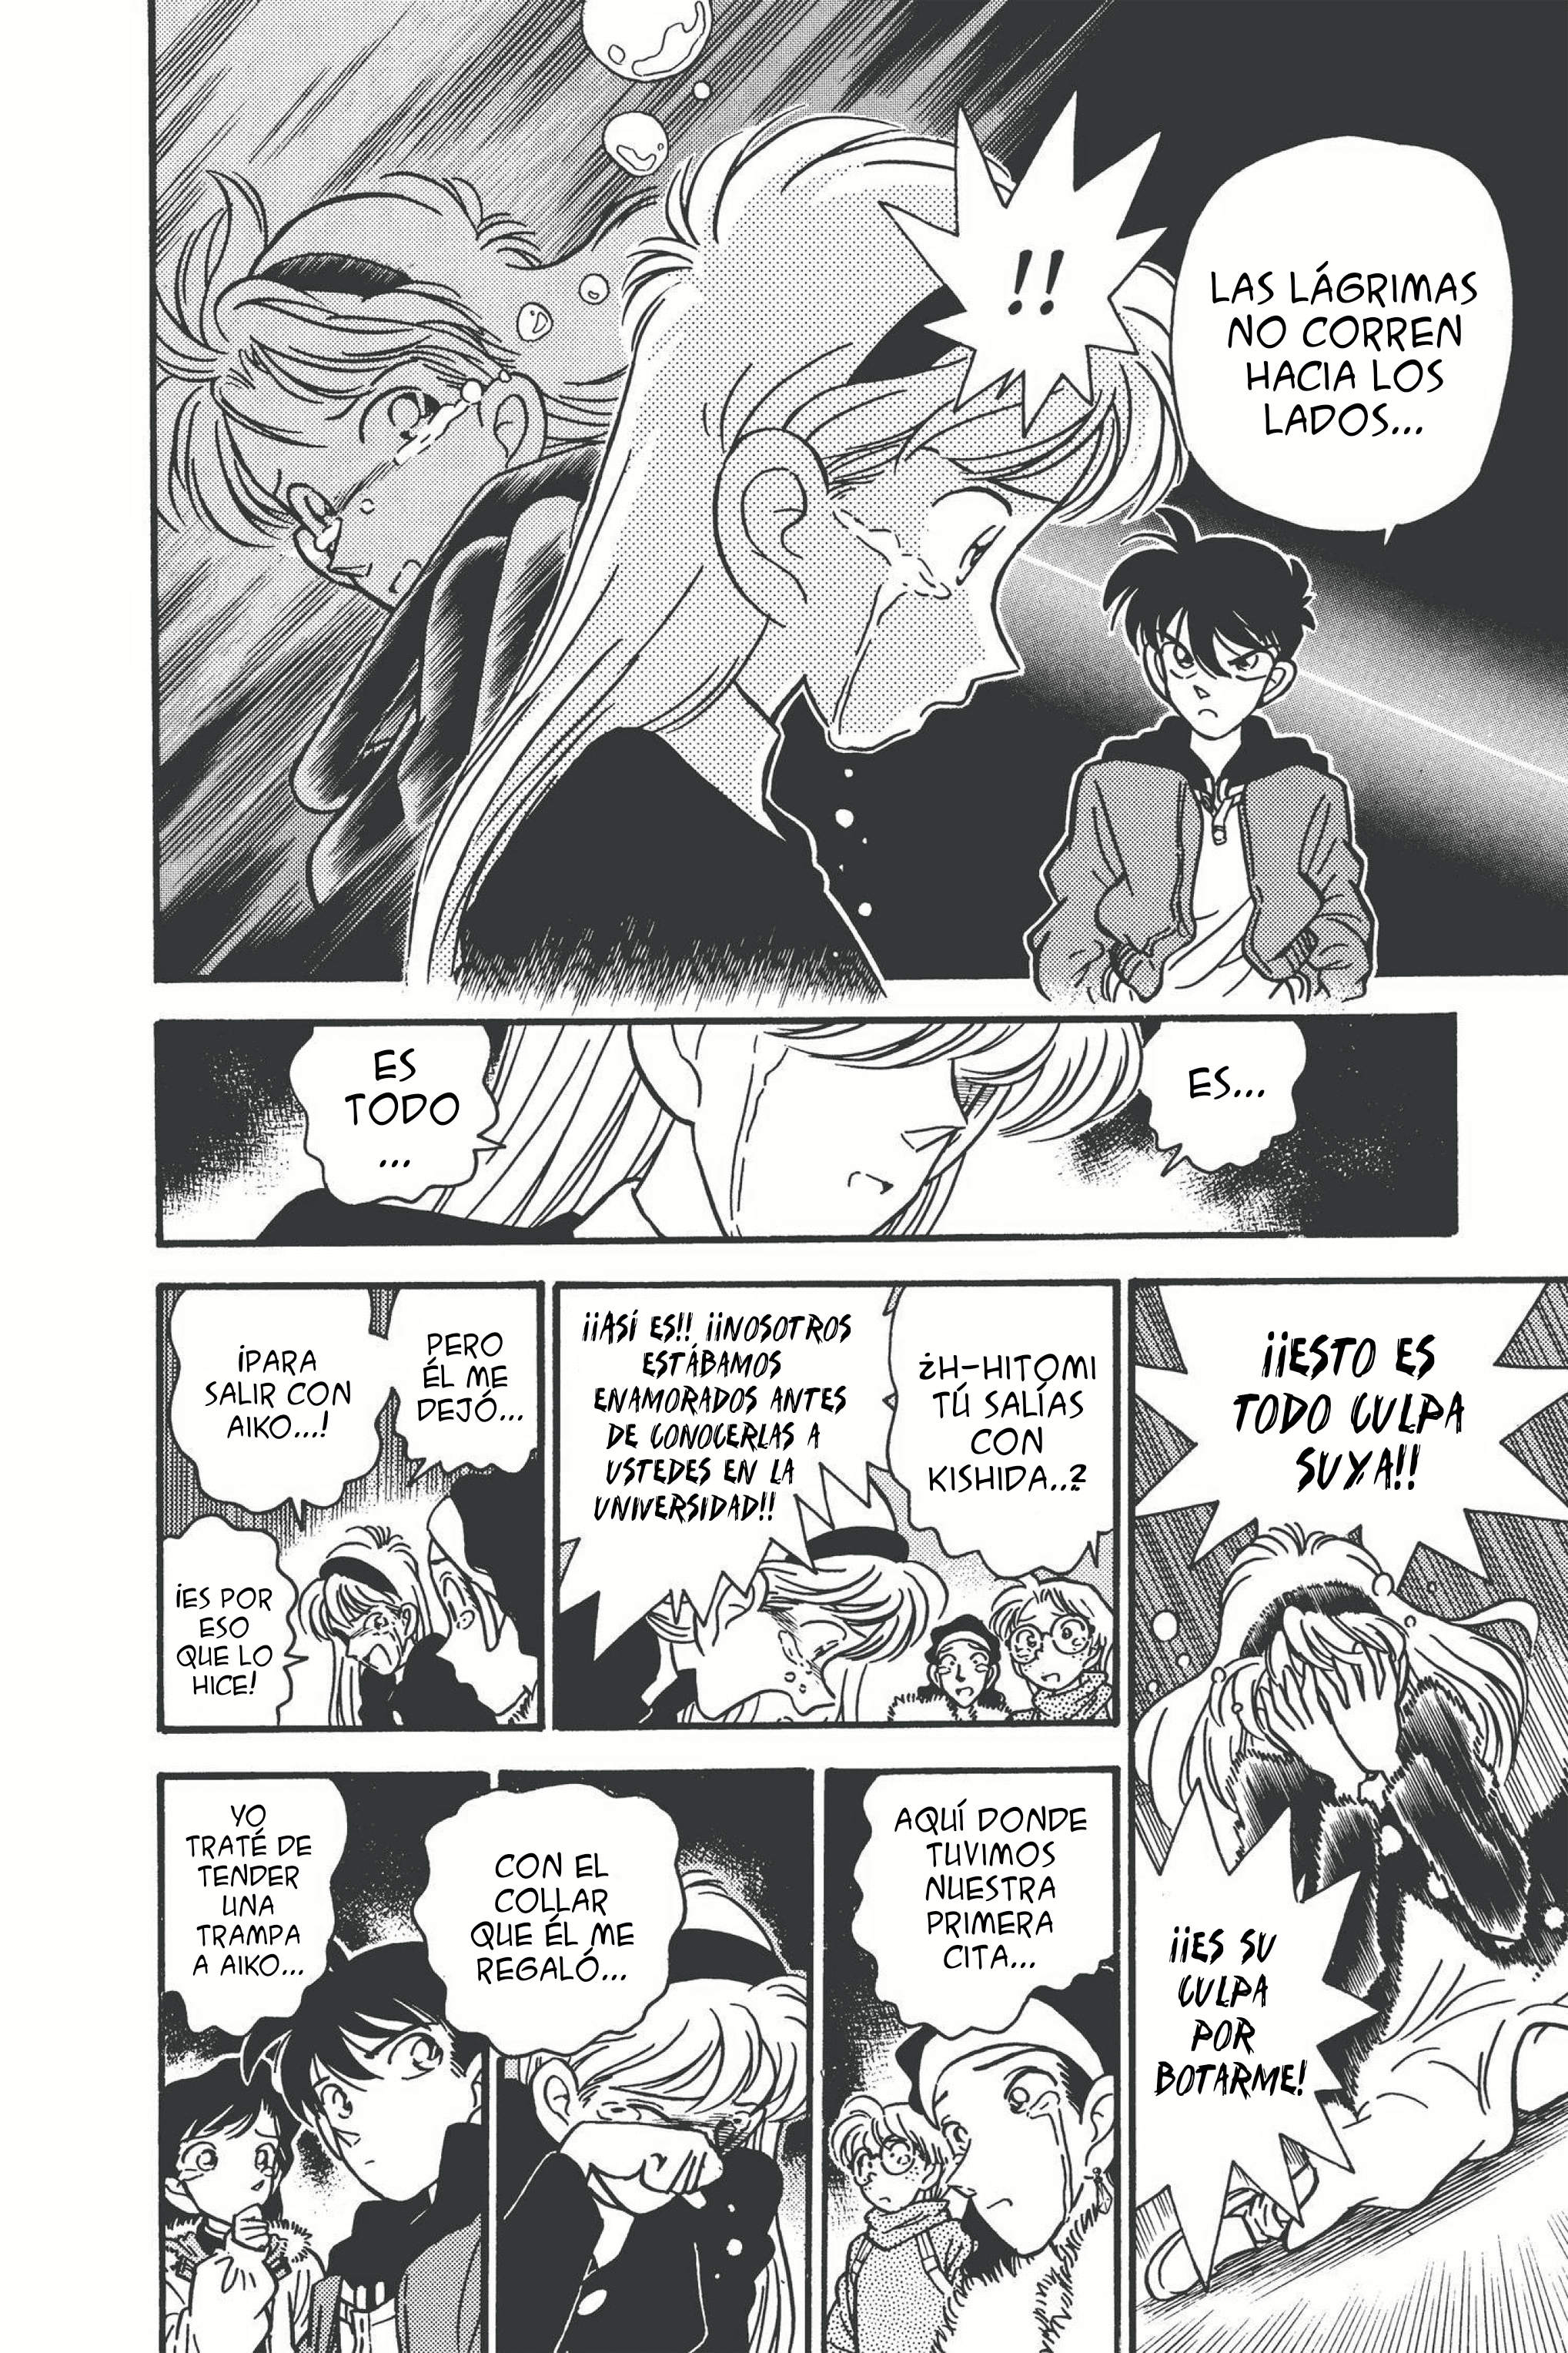 !!
LAS LÁGRIMAS
NO CORREN
HACIA LOS
LADOS...
ES...
ES
TODO
...
¡¡ESTO ES
TODO CULPA
SUYA!!
¡¡ES SU
CULPA
POR
BOTARME!
¿H-HITOMI
TÚ SALÍAS
CON
KISHIDA..?
¡¡ASÍ ES!! ¡¡NOSOTROS
ESTÁBAMOS
ENAMORADOS ANTES
DE CONOCERLAS A
USTEDES EN LA
UNIVERSIDAD!!
PERO
ÉL ME
DEJÓ...
¡PARA
SALIR CON
AIKO...!
¡ES POR
ESO
QUE LO
HICE!
AQUÍ DONDE
TUVIMOS
NUESTRA
PRIMERA
CITA...
CON EL
COLLAR
QUE ÉL ME
REGALÓ...
YO
TRATÉ DE
TENDER
UNA
TRAMPA
A AIKO...